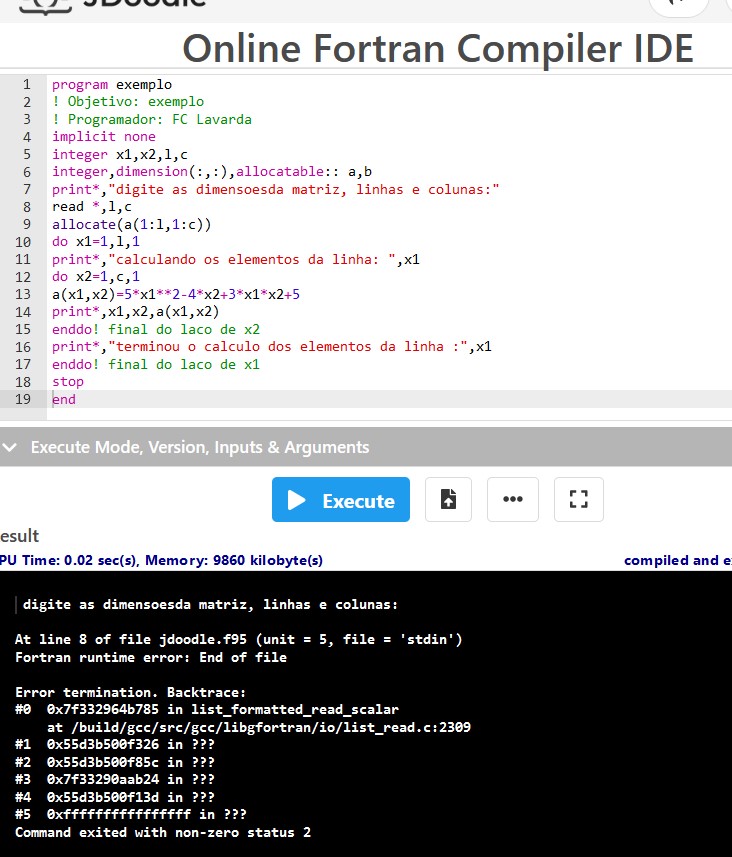 JDoodle
Online Fortran Compiler IDE
1 program exemplo
2 ! Objetivo: exemplo
3 ! Programador: FC Lavarda
4 implicit none
5 integer x1,x2,l,c
6 integer,dimension(:,:),allocatable:: a,b
7 print*,"digite as dimensoesda matriz, linhas e colunas:"
8 read *,l,c
9 allocate(a(1:l,1:c))
10 do x1=1,l,1
11 print*,"calculando os elementos da linha: ",x1
12 do x2=1,c,1
13 a(x1,x2)=5*x1**2-4*x2+3*x1*x2+5
14 print*,x1,x2,a(x1,x2)
15 enddo! final do laco de x2
16 print*,"terminou o calculo dos elementos da linha :",x1
17 enddo! final do laco de x1
18 stop
19 end
Execute Mode, Version, Inputs & Arguments
Execute
esult
PU Time: 0.02 sec(s), Memory: 9860 kilobyte(s) compiled and e
digite as dimensoesda matriz, linhas e colunas:
At line 8 of file jdoodle.f95 (unit = 5, file = 'stdin')
Fortran runtime error: End of file
Error termination. Backtrace:
#0 0x7f332964b785 in list_formatted_read_scalar
at /build/gcc/src/gcc/libgfortran/io/list_read.c:2309
#1 0x55d3b500f326 in ???
#2 0x55d3b500f85c in ???
#3 0x7f33290aab24 in ???
#4 0x55d3b500f13d in ???
#5 0xffffffffffffffff in ???
Command exited with non-zero status 2